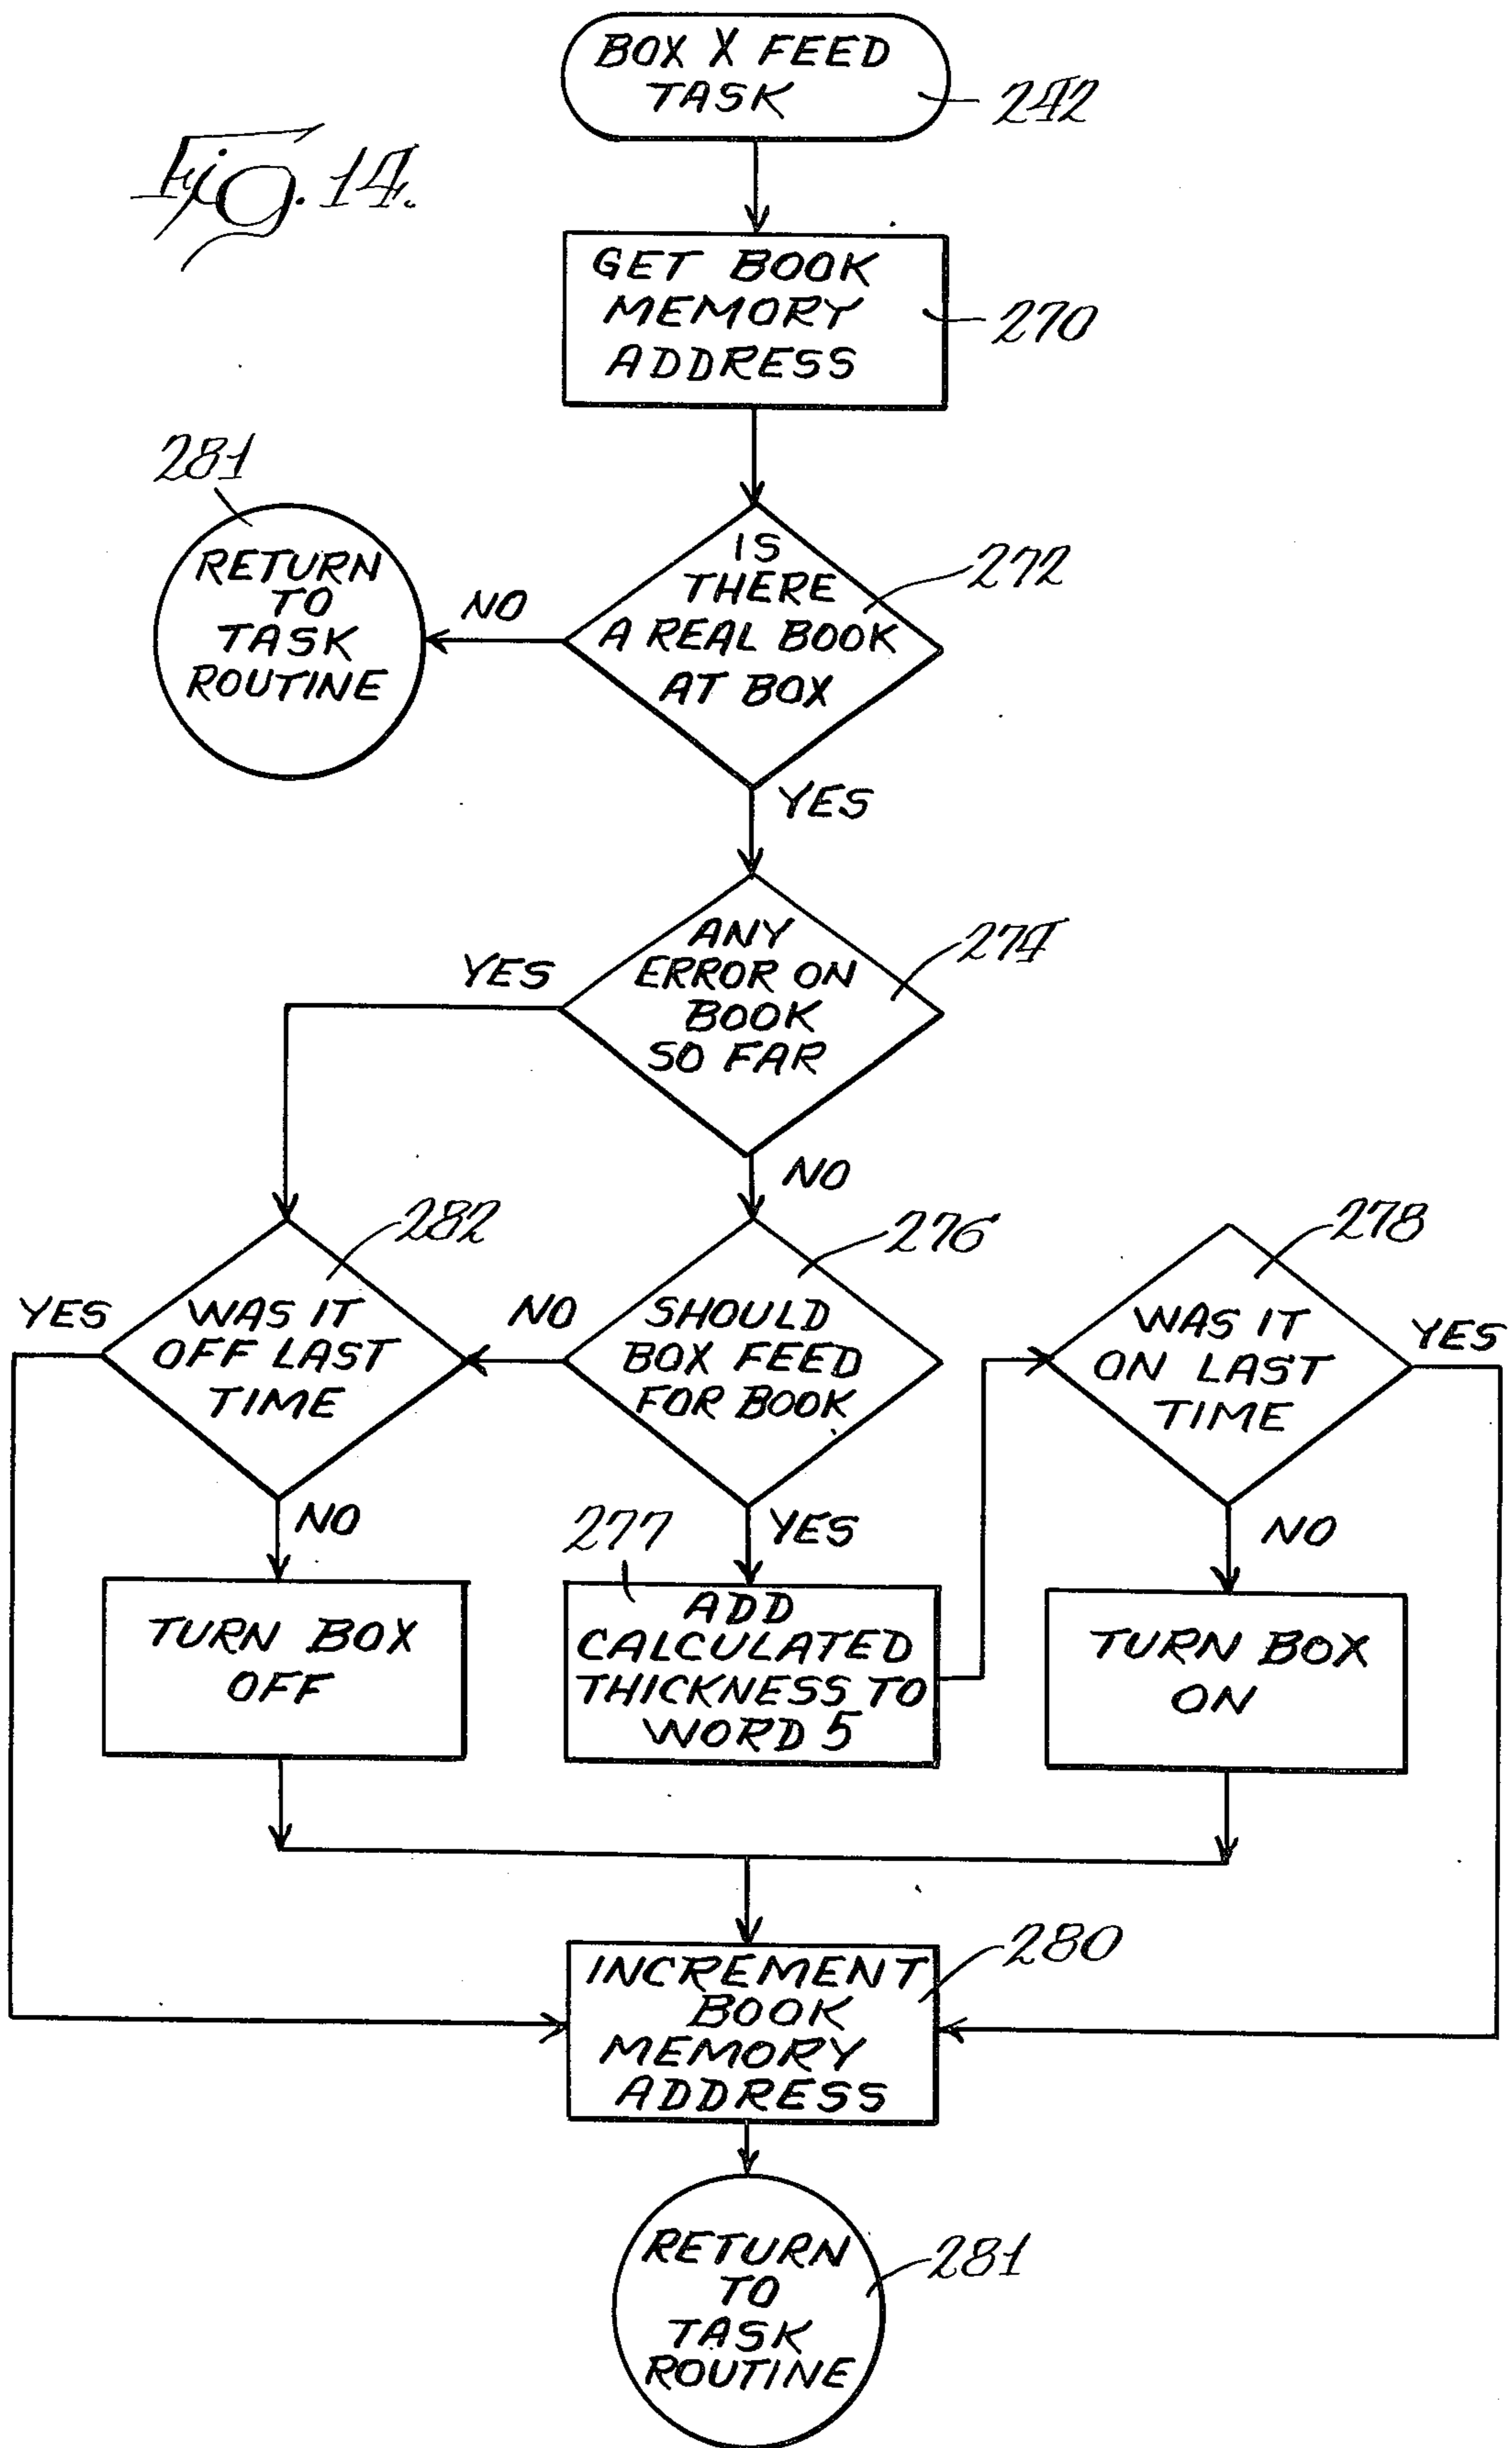 BOX X FEED
TASK
242
Fig. 14.
GET BOOK
MEMORY
ADDRESS
270
281
RETURN
TO
TASK
ROUTINE
NO
IS
THERE
A REAL BOOK
AT BOX
272
YES
ANY
ERROR ON
BOOK
SO FAR
274
YES
NO
282
276
278
YES
WAS IT
OFF LAST
TIME
NO
SHOULD
BOX FEED
FOR BOOK
WAS IT
ON LAST
TIME
YES
NO
277
YES
NO
TURN BOX
OFF
ADD
CALCULATED
THICKNESS TO
WORD 5
TURN BOX
ON
INCREMENT
BOOK
MEMORY
ADDRESS
280
RETURN
TO
TASK
ROUTINE
281